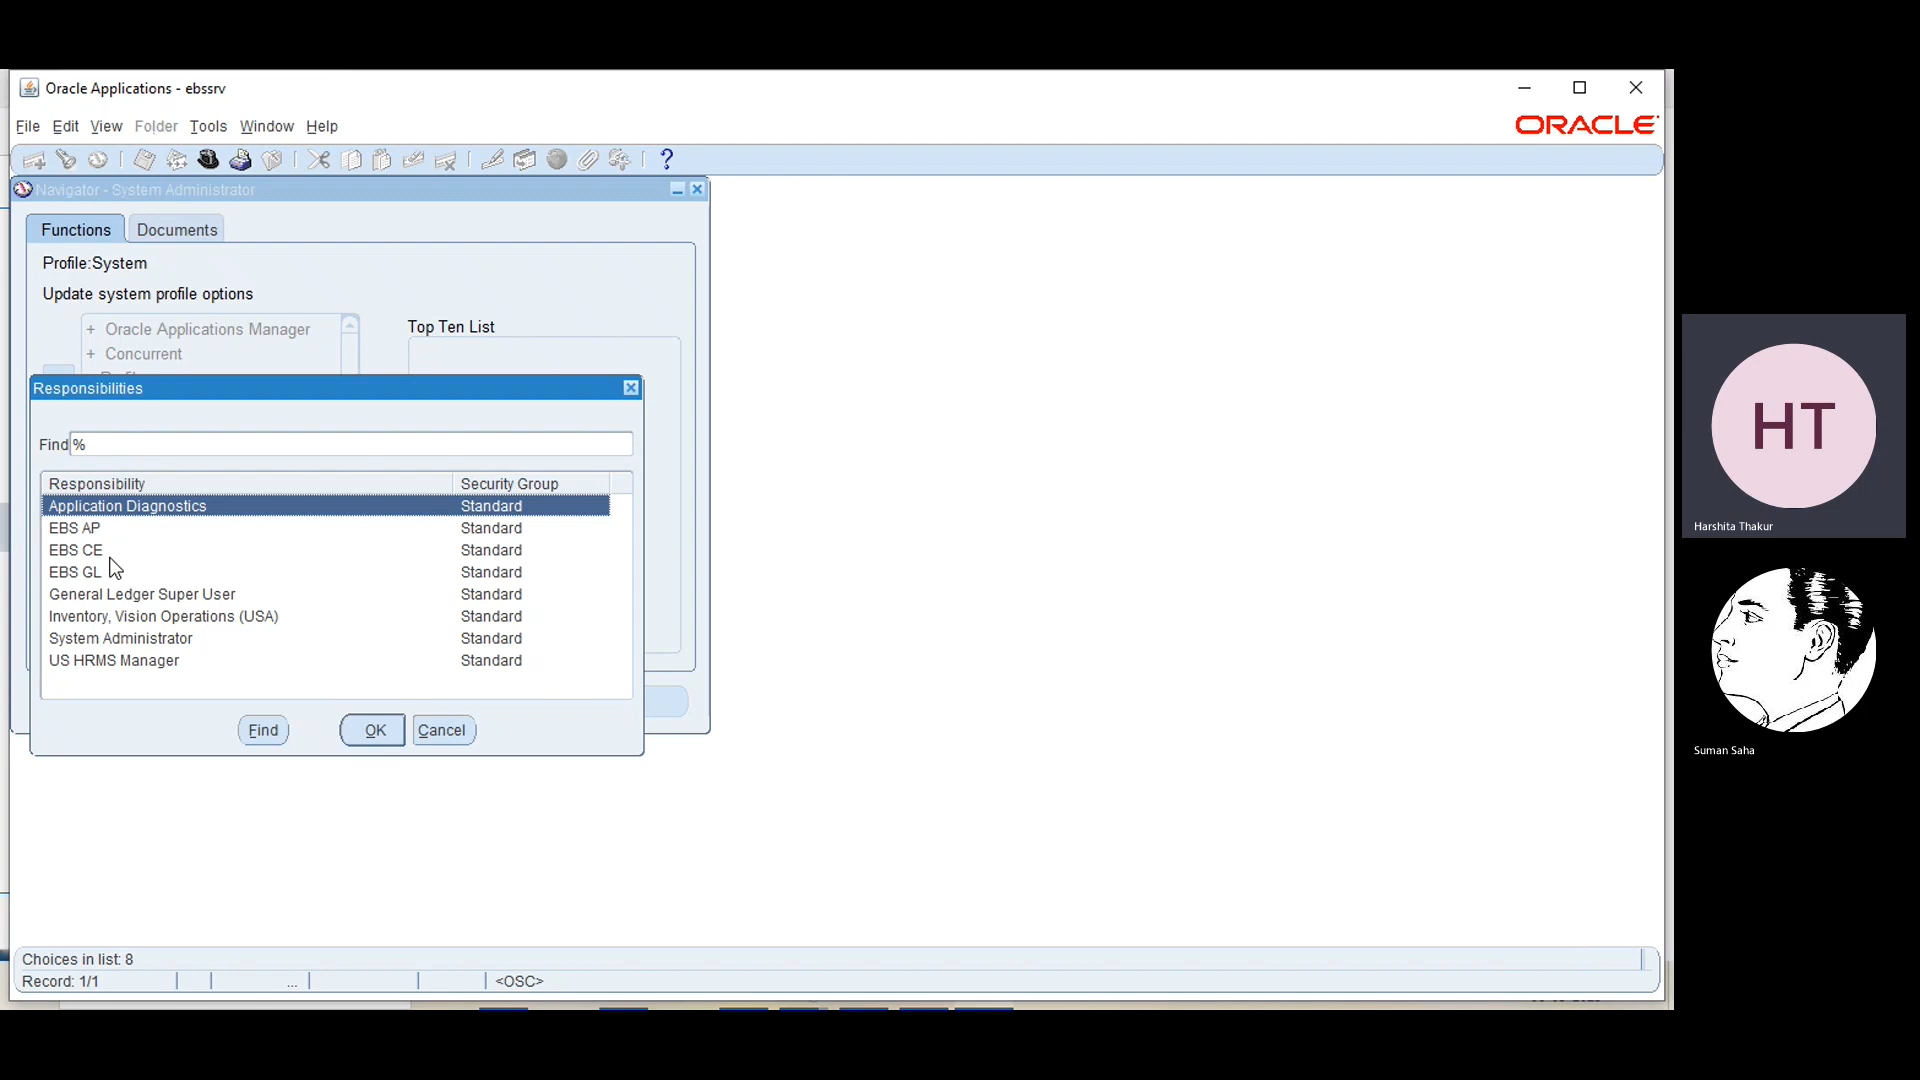 Oracle Applications - ebssrv
File Edit View Folder Tools Window Help
ORACLE
Navigator - System Administrator
Functions Documents
Profile:System
Update system profile options
+ Oracle Applications Manager
Top Ten List
+ Concurrent
Responsibilities
Find %
Responsibility Security Group
Application Diagnostics Standard
EBS AP Standard
EBS CE Standard
EBS GL Standard
General Ledger Super User Standard
Inventory, Vision Operations (USA) Standard
System Administrator Standard
US HRMS Manager Standard
Find OK Cancel
Choices in list: 8
Record: 1/1 ... <OSC>
HT
Harshita Thakur
Suman Saha